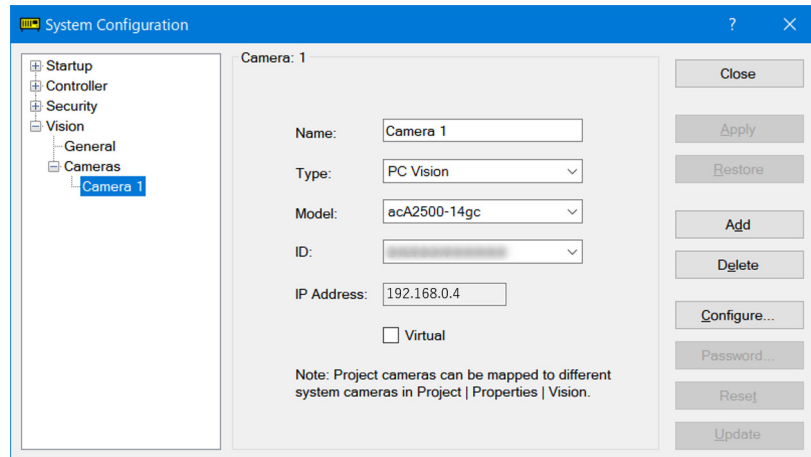 System Configuration
?
Startup
Controller
Security
Vision
General
Cameras
Camera 1
Camera: 1
Name: Camera 1
Type: PC Vision
Model: acA2500-14gc
ID:
IP Address: 192.168.0.4
Virtual
Note: Project cameras can be mapped to different
system cameras in Project | Properties | Vision.
Close
Apply
Restore
Add
Delete
Configure...
Password...
Reset
Update